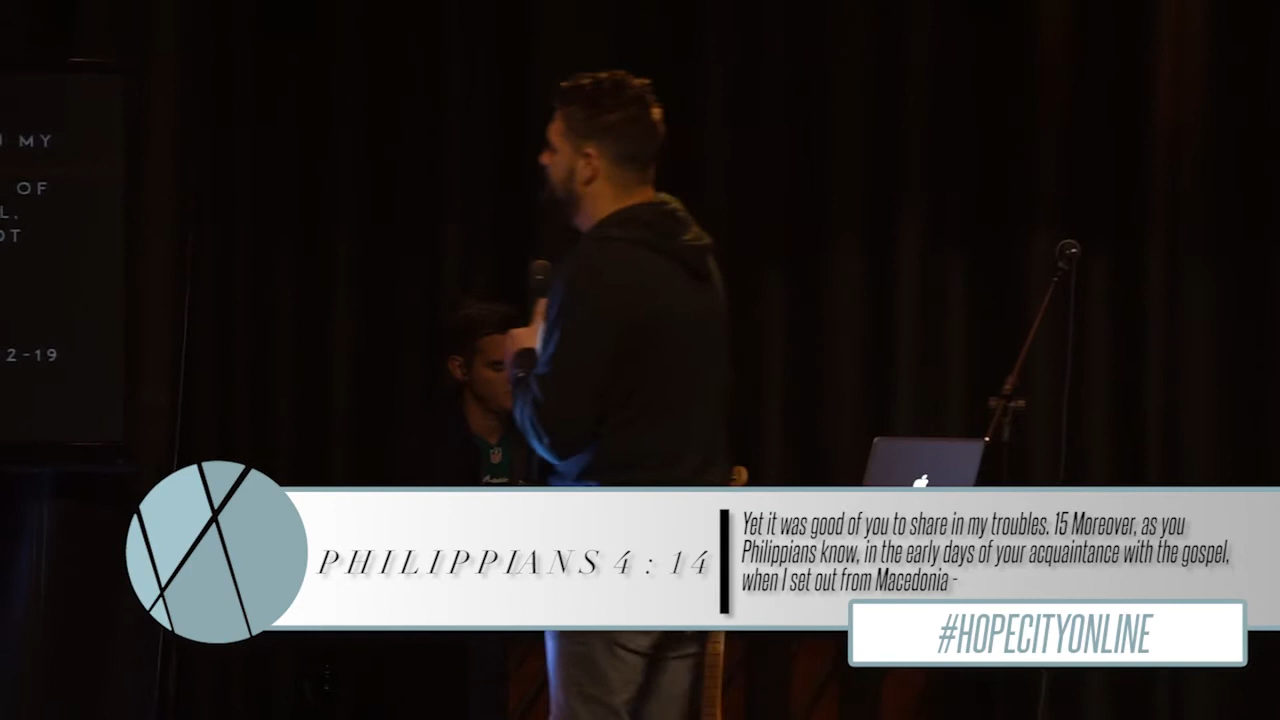 MY
OF
L.
OT
2-19
PHILIPPIANS 4 : 14
Yet it was good of you to share in my troubles. 15 Moreover, as you
Philippians know, in the early days of your acquaintance with the gospel,
when I set out from Macedonia -
#HOPECITYONLINE